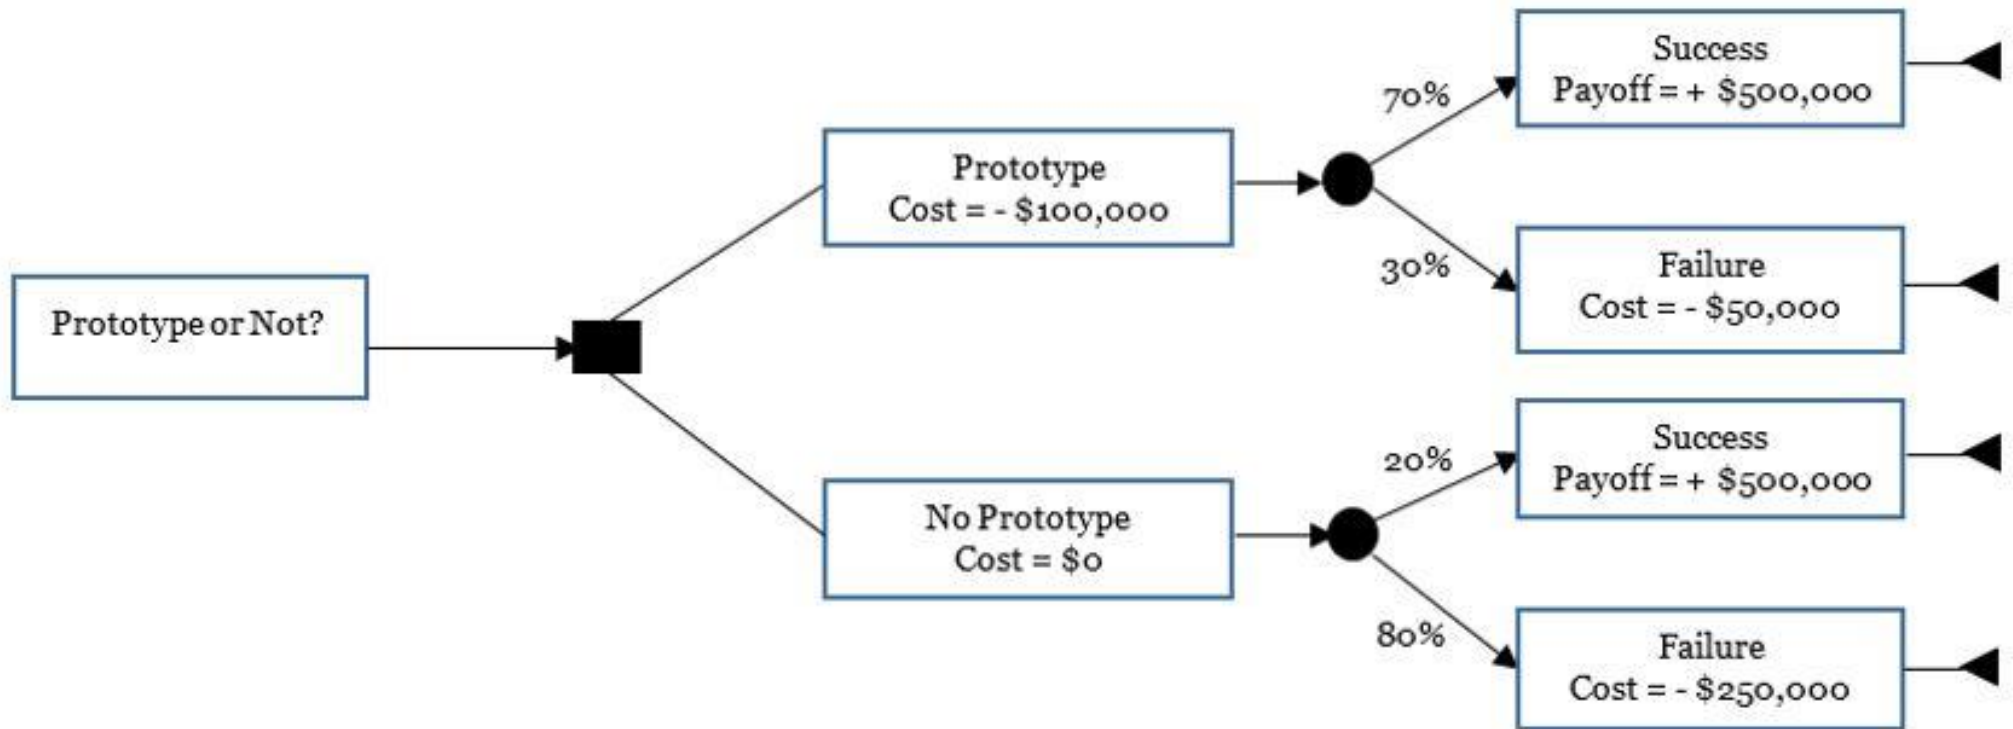 Prototype or Not?
Prototype
Cost = - $100,000
No Prototype
Cost = $0
70%
30%
20%
80%
Success
Payoff = + $500,000
Failure
Cost = - $50,000
Success
Payoff = + $500,000
Failure
Cost = - $250,000